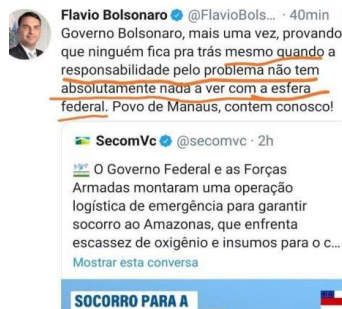 Flavio Bolsonaro @FlavioBols... · 40min
Governo Bolsonaro, mais uma vez, provando
que ninguém fica pra trás mesmo quando a
responsabilidade pelo problema não tem
absolutamente nada a ver com a esfera
federal. Povo de Manaus, contem conosco!
SecomVc @secomvc · 2h
O Governo Federal e as Forças
Armadas montaram uma operação
logística de emergência para garantir
socorro ao Amazonas, que enfrenta
escassez de oxigênio e insumos para o c...
Mostrar esta conversa
SOCORRO PARA A